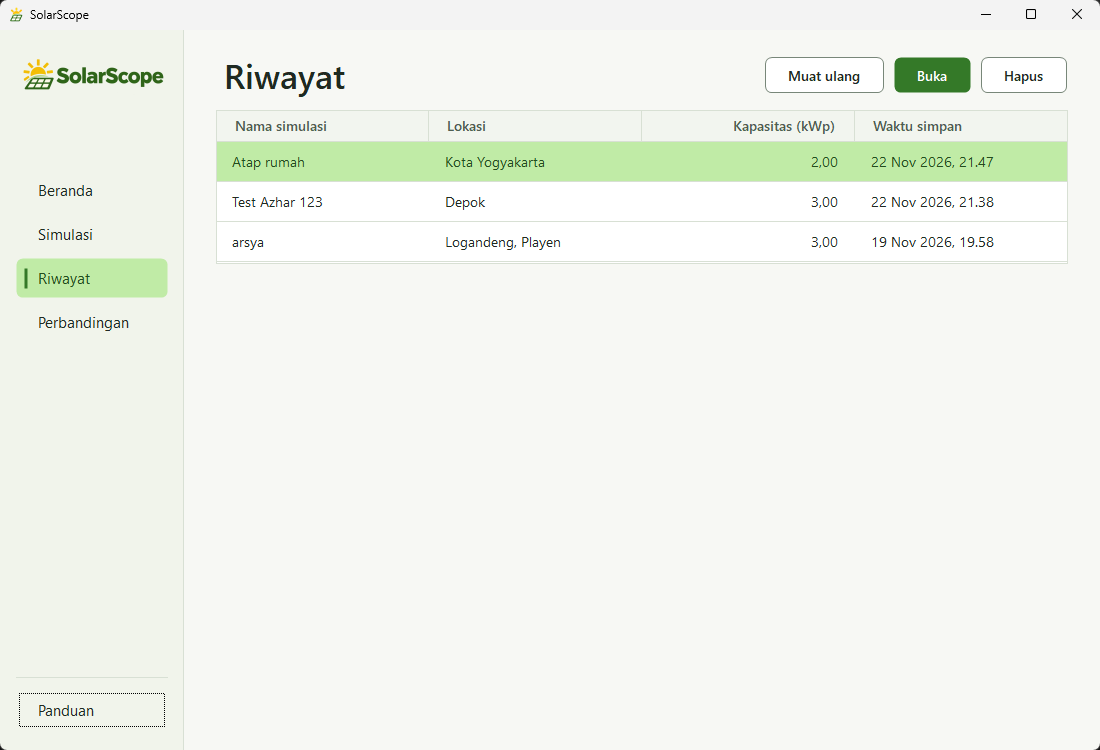 SolarScope
SolarScope
Beranda
Simulasi
Riwayat
Perbandingan
Panduan
Riwayat
Muat ulang
Buka
Hapus
Nama simulasi Lokasi Kapasitas (kWp) Waktu simpan
Atap rumah Kota Yogyakarta 2,00 22 Nov 2026, 21.47
Test Azhar 123 Depok 3,00 22 Nov 2026, 21.38
arsya Logandeng, Playen 3,00 19 Nov 2026, 19.58